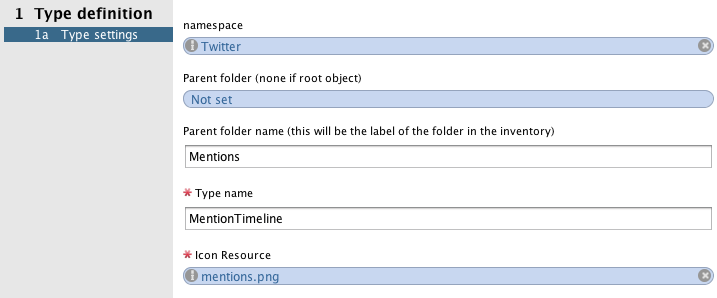 1 Type definition
1a Type settings
namespace
Twitter
Parent folder (none if root object)
Not set
Parent folder name (this will be the label of the folder in the inventory)
Mentions
* Type name
MentionTimeline
* Icon Resource
mentions.png